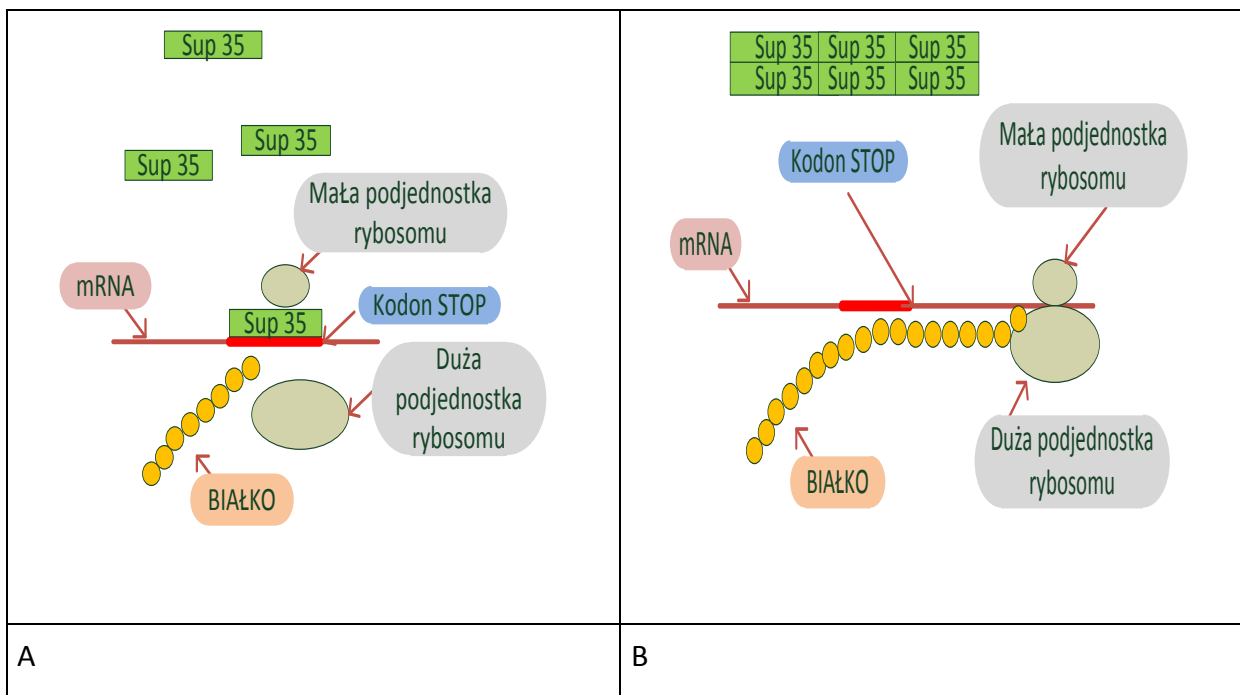 Sup 35
Sup 35
Sup 35
MaŁa podjednostka
rybosomu
mRNA
Sup 35
Kodon STOP
Duża
podjednostka
rybosomu
BIAŁKO
A
Sup 35 Sup 35 Sup 35
Sup 35 Sup 35 Sup 35
Mała podjednostka
rybosomu
Kodon STOP
mRNA
BIAŁKO
Duża podjednostka
rybosomu
B